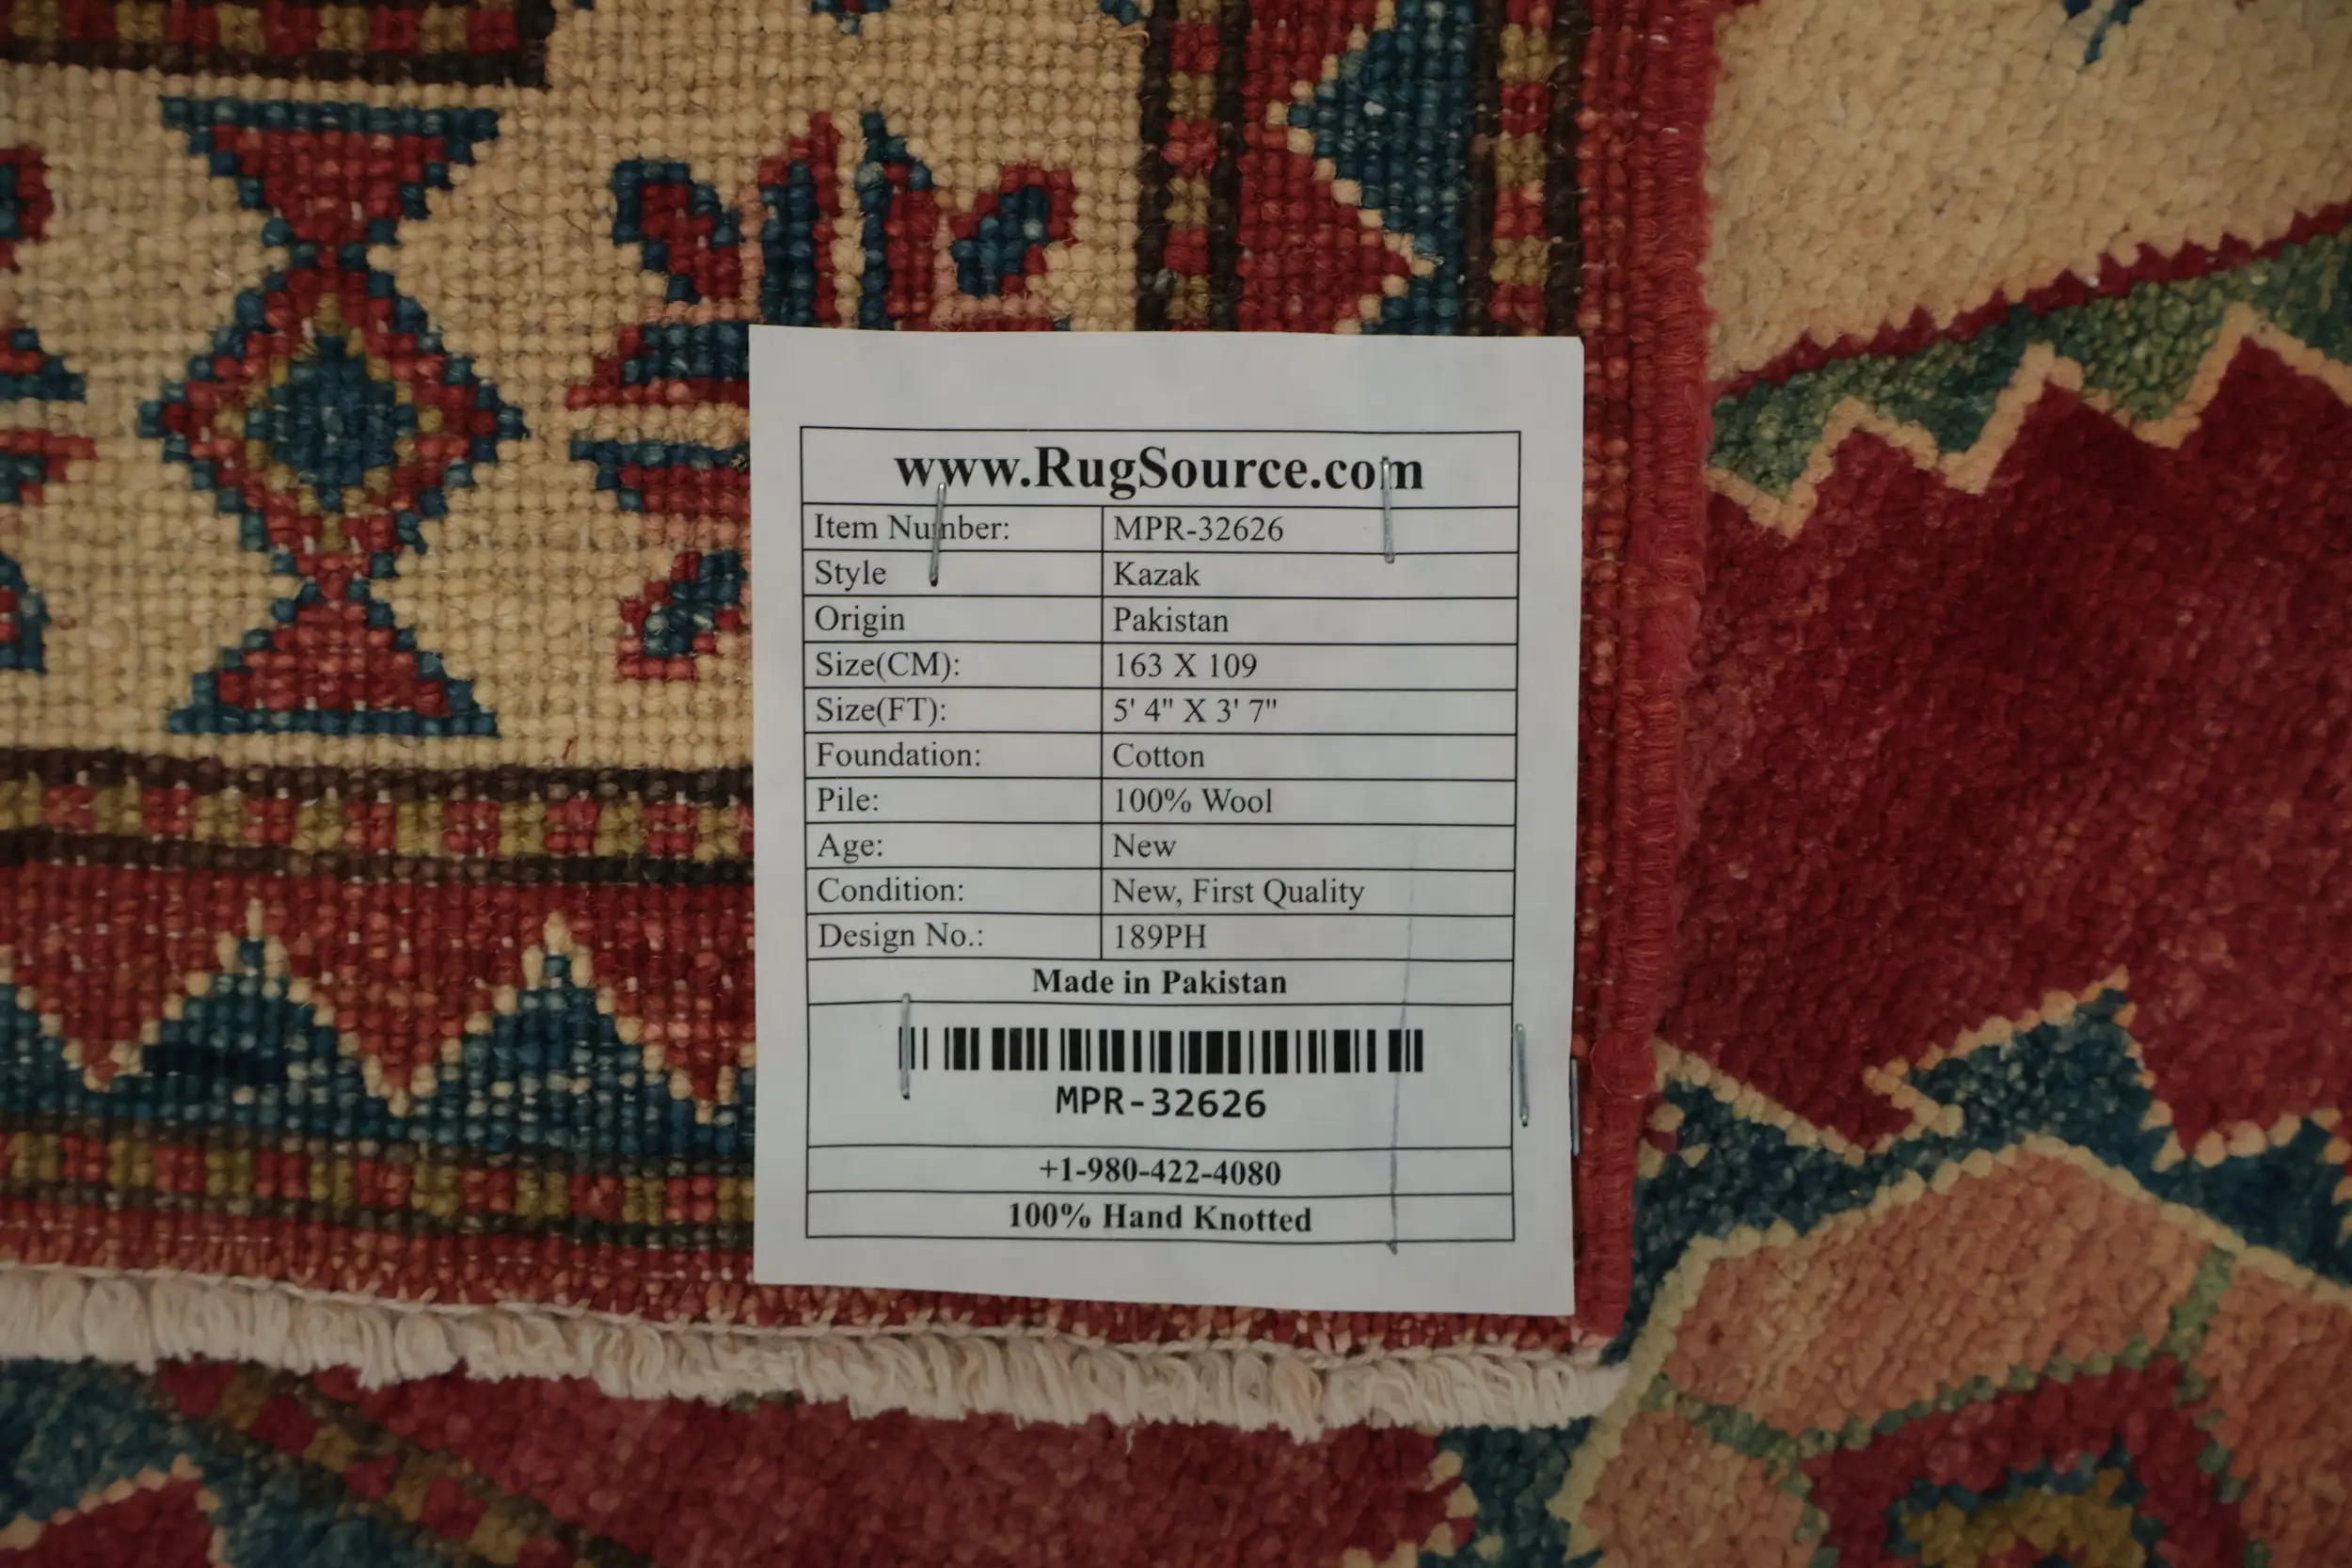 www.RugSource.com
Item Number: MPR-32626
Style Kazak
Origin Pakistan
Size(CM): 163 X 109
Size(FT): 5' 4" X 3' 7"
Foundation: Cotton
Pile: 100% Wool
Age: New
Condition: New, First Quality
Design No.: 189PH
Made in Pakistan
MPR-32626
+1-980-422-4080
100% Hand Knotted